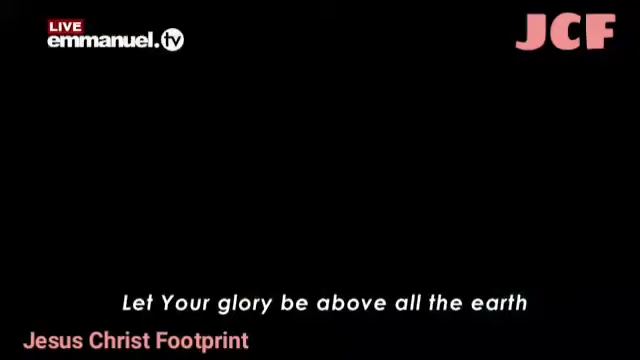 LIVE
emmanuel.tv
JCF
Let Your glory be above all the earth
Jesus Christ Footprint